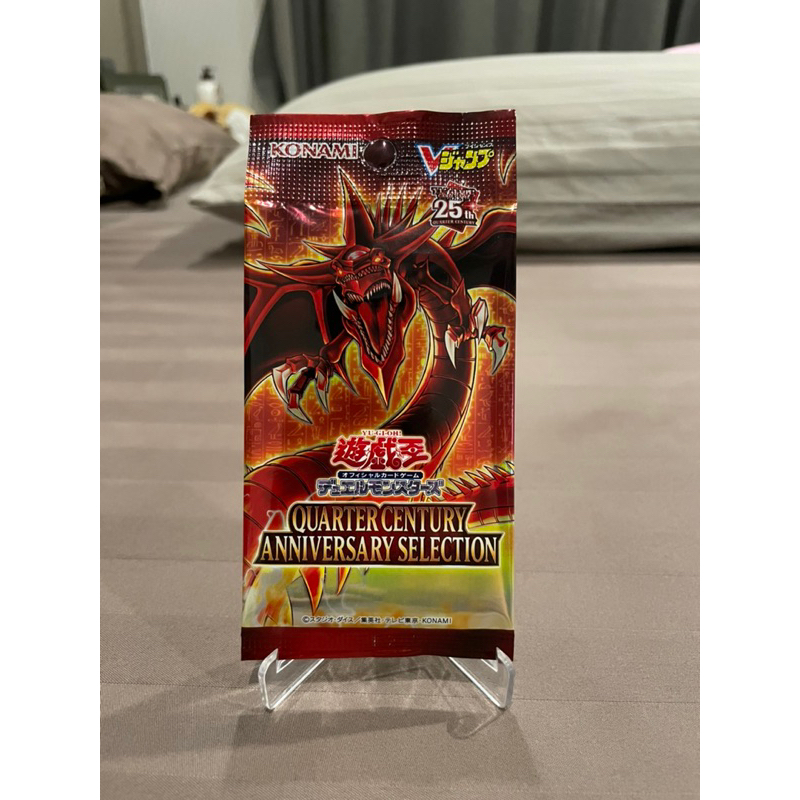 KONAMI
Vジャンプ
25th
QUARTER CENTURY
YU-GI-OH!
遊戯王
オフィシャルカードゲーム
デュエルモンスターズ
QUARTER CENTURY
ANNIVERSARY SELECTION
©スタジオ・ダイス/集英社・テレビ東京・KONAMI